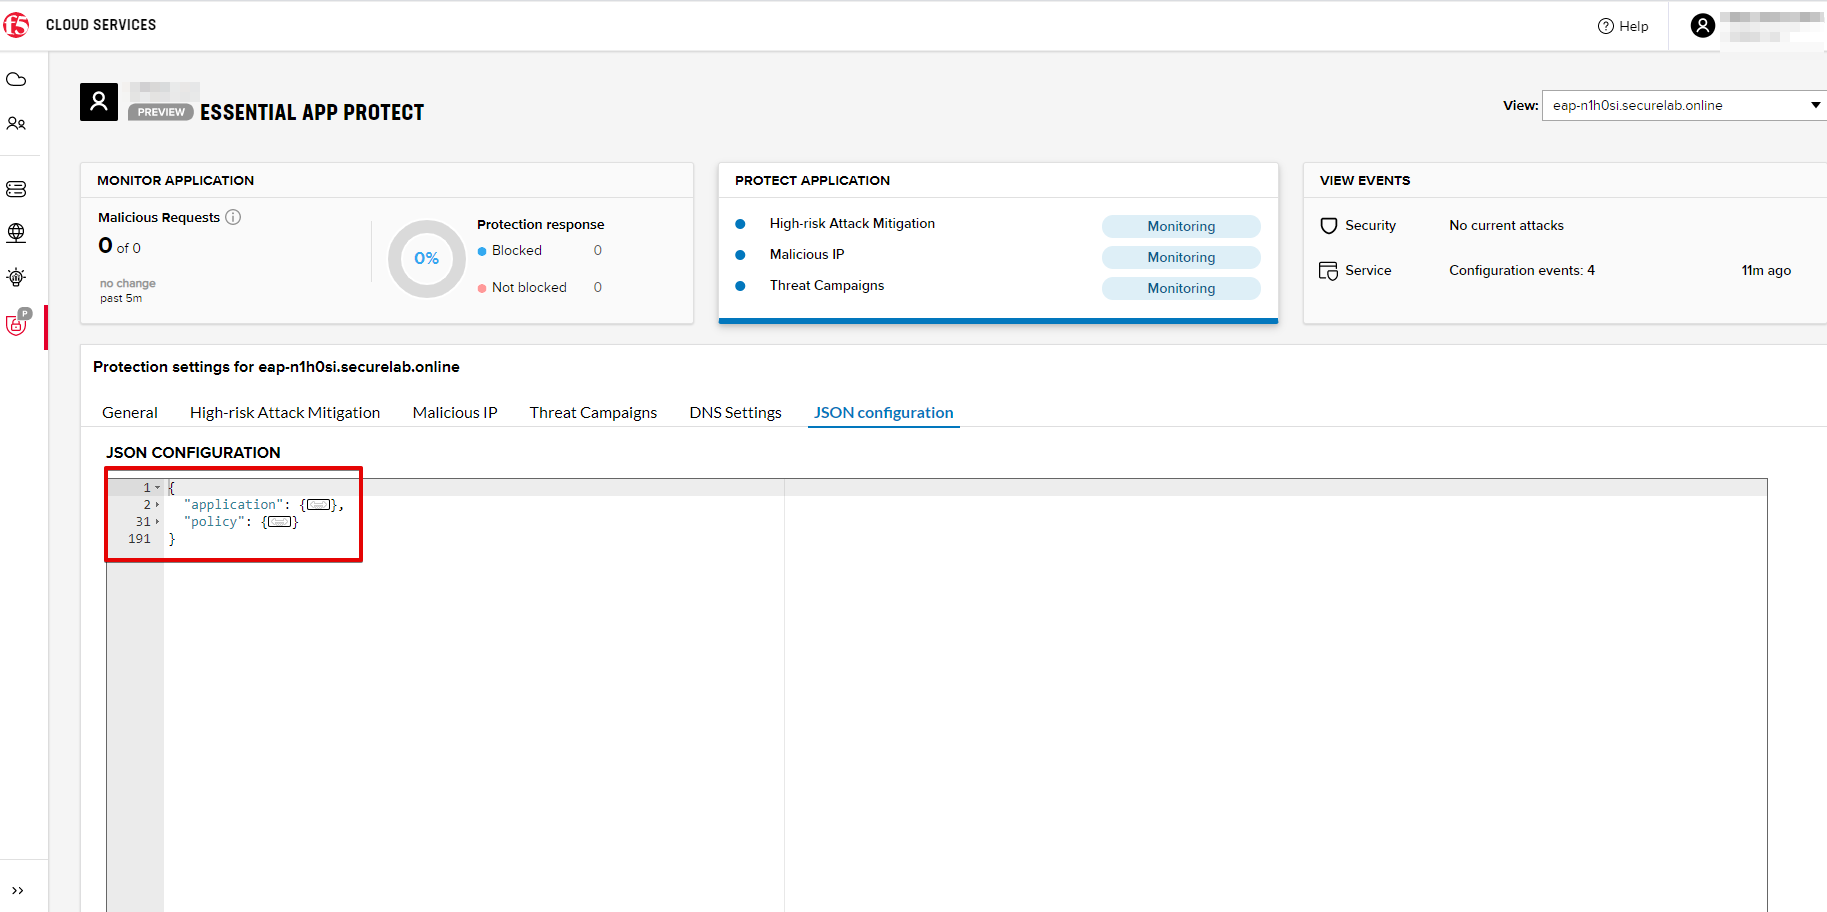 f5 CLOUD SERVICES
Help
PREVIEW ESSENTIAL APP PROTECT
View: eap-n1h0si.securelab.online
MONITOR APPLICATION
Malicious Requests
0 of 0
no change
past 5m
0%
Protection response
Blocked 0
Not blocked 0
PROTECT APPLICATION
High-risk Attack Mitigation Monitoring
Malicious IP Monitoring
Threat Campaigns Monitoring
VIEW EVENTS
Security No current attacks
Service Configuration events: 4 11m ago
P
Protection settings for eap-n1h0si.securelab.online
General High-risk Attack Mitigation Malicious IP Threat Campaigns DNS Settings JSON configuration
JSON CONFIGURATION
1 {
2 "application": {},
31 "policy": {}
191 }